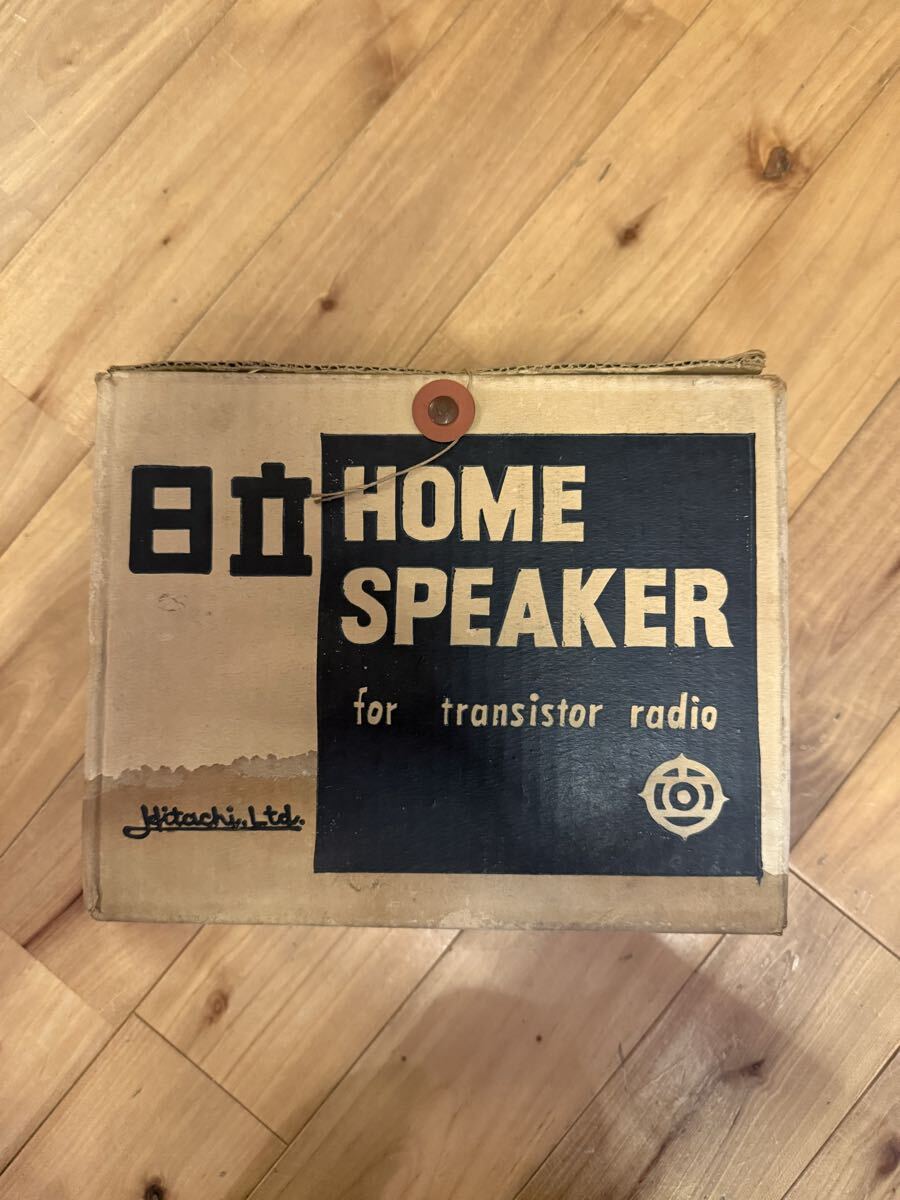 日立
HOME
SPEAKER
for transistor radio
Hitachi, Ltd.